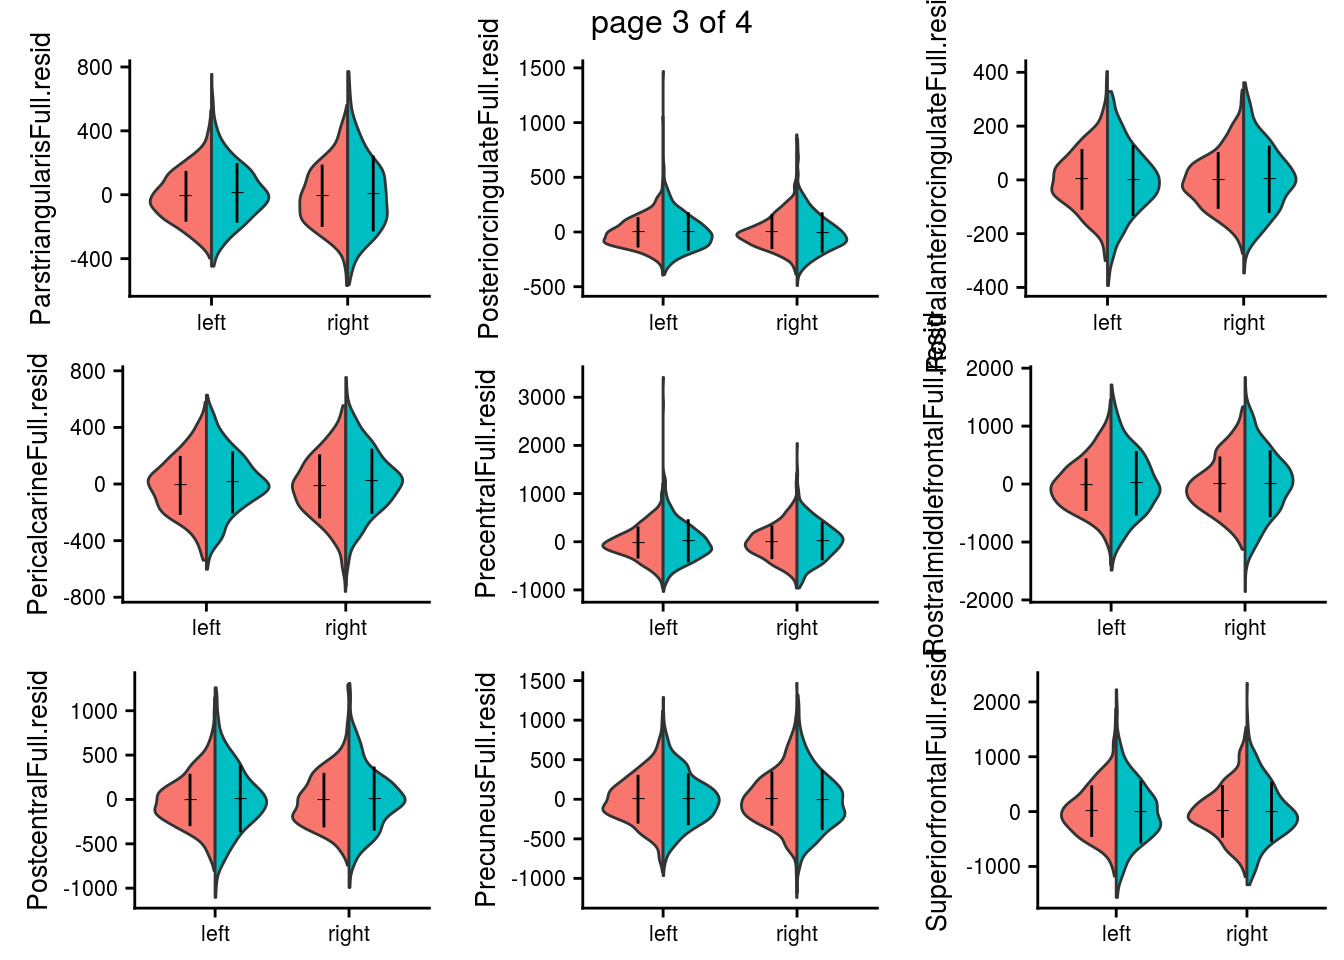 page 3 of 4
ParstriangularisFull.resid
800
400
0
-400
left
right
PosteriorcingulateFull.resid
1500
1000
500
0
-500
left
right
RostralanteriorcingulateFull.resid
400
200
0
-200
-400
left
right
PericalcarineFull.resid
800
400
0
-400
-800
left
right
PrecentralFull.resid
3000
2000
1000
0
-1000
left
right
RostralmiddlefrontalFull.resid
2000
1000
0
-1000
-2000
left
right
PostcentralFull.resid
1000
500
0
-500
-1000
left
right
PrecuneusFull.resid
1500
1000
500
0
-500
-1000
left
right
SuperiorfrontalFull.resid
2000
1000
0
-1000
left
right